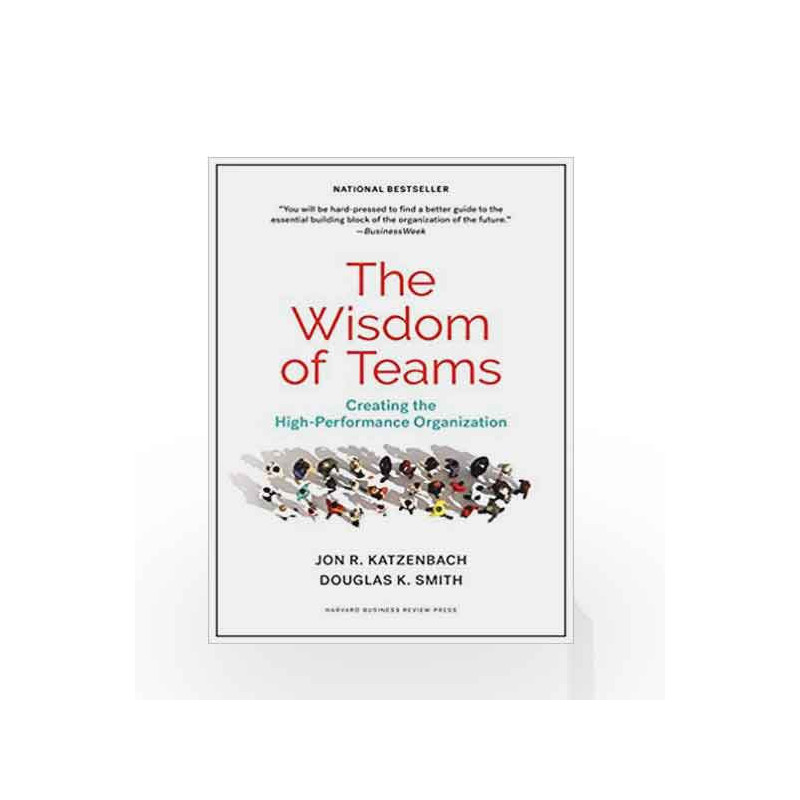 NATIONAL BESTSELLER
"You will be hard-pressed to find a better guide to the
essential building block of the organization of the future."
—BusinessWeek
The
Wisdom
of Teams
Creating the
High-Performance Organization
JON R. KATZENBACH
DOUGLAS K. SMITH
HARVARD BUSINESS REVIEW PRESS